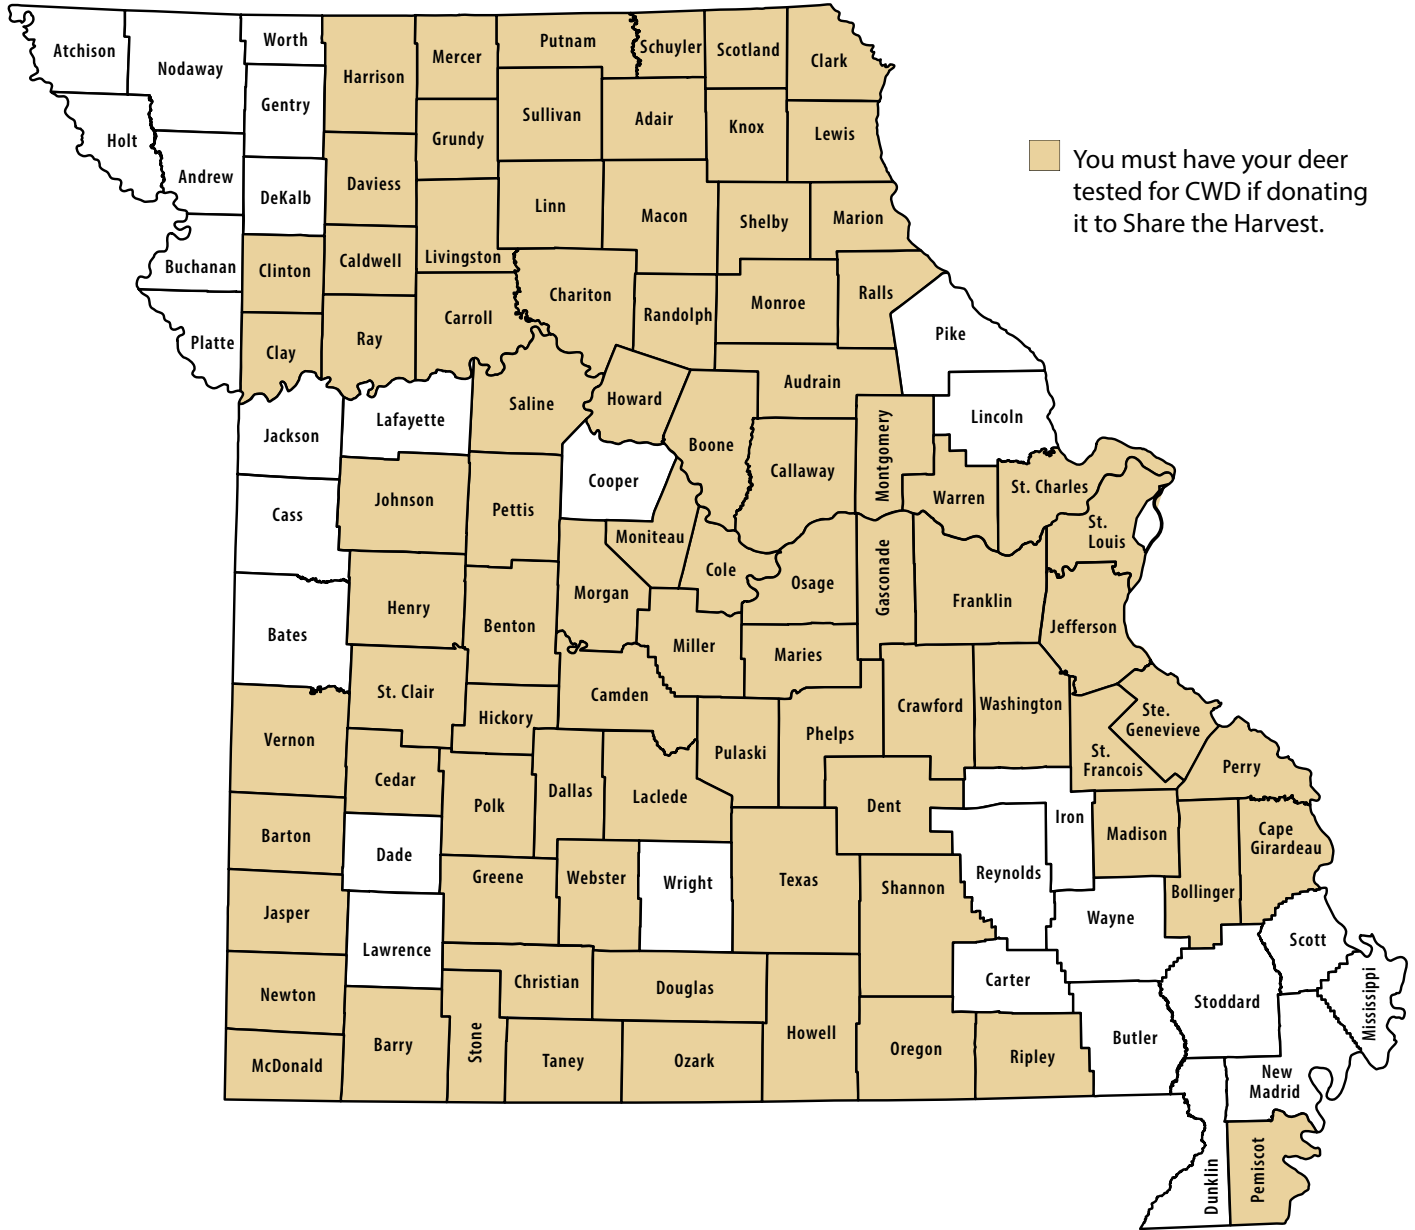 Atchison
Nodaway
Worth
Harrison
Mercer
Putnam
Schuyler
Scotland
Clark
Gentry
Sullivan
Adair
Knox
Lewis
Holt
Grundy
Andrew
DeKalb
Daviess
Linn
Macon
Shelby
Marion
Buchanan
Clinton
Caldwell
Livingston
Chariton
Randolph
Monroe
Ralls
Pike
Platte
Clay
Ray
Carroll
Audrain
Saline
Howard
Lafayette
Jackson
Boone
Callaway
Montgomery
Lincoln
Cooper
Johnson
Pettis
Cass
Warren
St. Charles
St.
Louis
Moniteau
Cole
Osage
Gasconade
Franklin
Jefferson
Morgan
Henry
Benton
Bates
Miller
Maries
St. Clair
Hickory
Camden
Crawford
Washington
Ste.
Genevieve
Vernon
Pulaski
Phelps
St.
Francois
Perry
Cedar
Polk
Dallas
Laclede
Dent
Iron
Madison
Cape
Girardeau
Barton
Dade
Greene
Webster
Wright
Texas
Shannon
Reynolds
Bollinger
Jasper
Wayne
Scott
Lawrence
Christian
Douglas
Carter
Stoddard
Mississippi
Newton
Howell
Butler
Barry
Stone
Taney
Ozark
Oregon
Ripley
McDonald
New
Madrid
Dunklin
Pemiscot
You must have your deer
tested for CWD if donating
it to Share the Harvest.